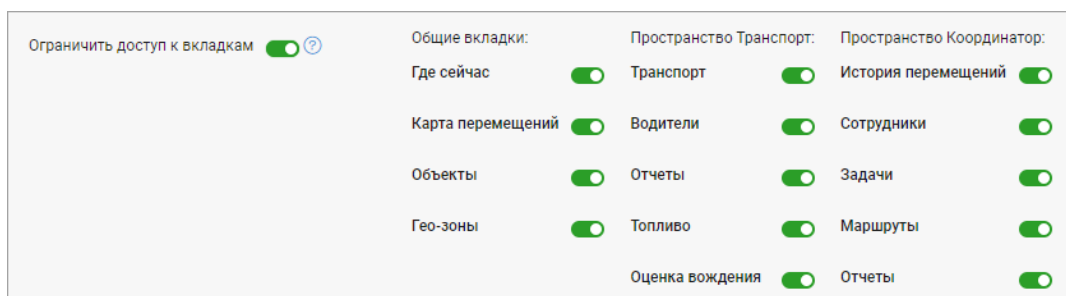 Ограничить доступ к вкладкам ?
Общие вкладки: Пространство Транспорт: Пространство Координатор:
Где сейчас Транспорт История перемещений
Карта перемещений Водители Сотрудники
Объекты Отчеты Задачи
Гео-зоны Топливо Маршруты
Оценка вождения Отчеты